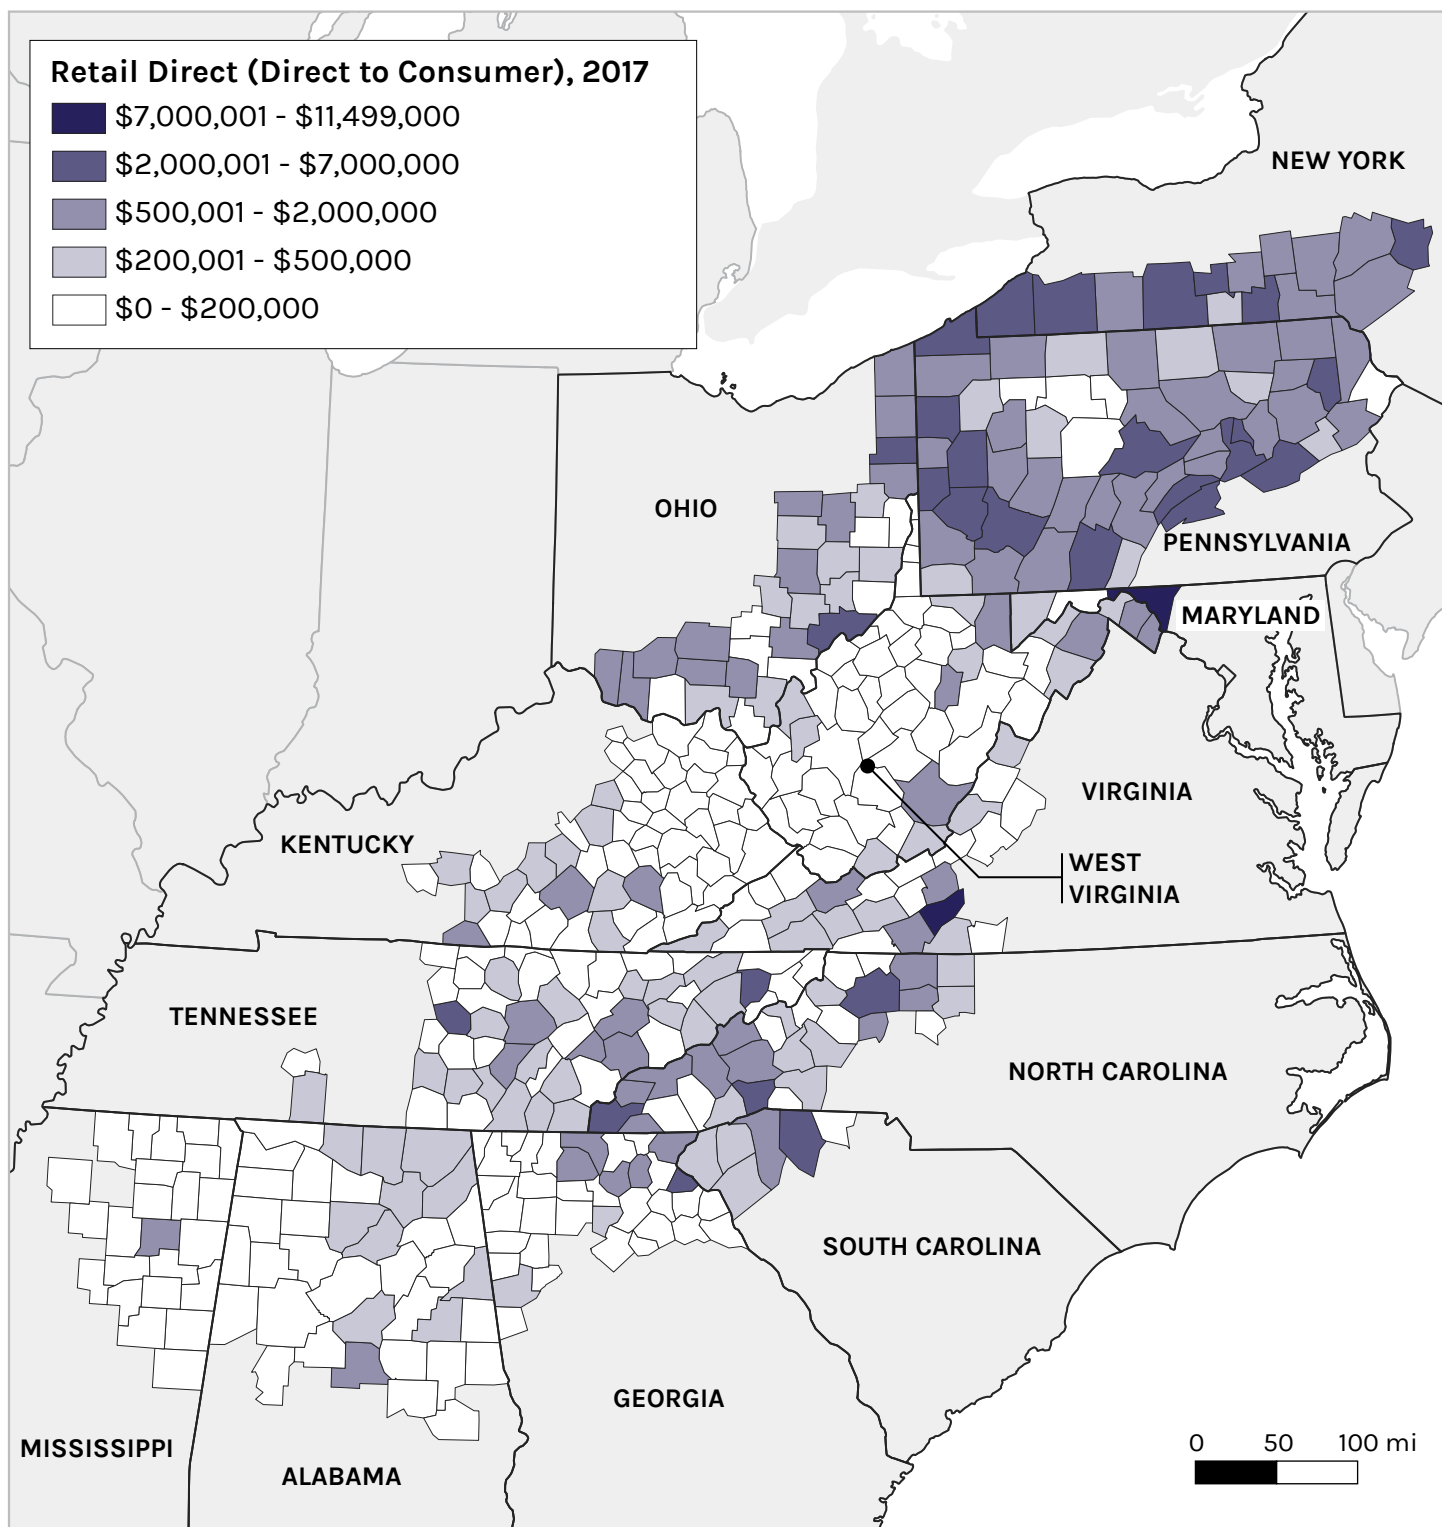 Retail Direct (Direct to Consumer), 2017
$7,000,001 - $11,499,000
$2,000,001 - $7,000,000
$500,001 - $2,000,000
$200,001 - $500,000
$0 - $200,000
NEW YORK
OHIO
PENNSYLVANIA
MARYLAND
VIRGINIA
KENTUCKY
WEST
VIRGINIA
TENNESSEE
NORTH CAROLINA
SOUTH CAROLINA
GEORGIA
MISSISSIPPI
ALABAMA
0 50 100 mi